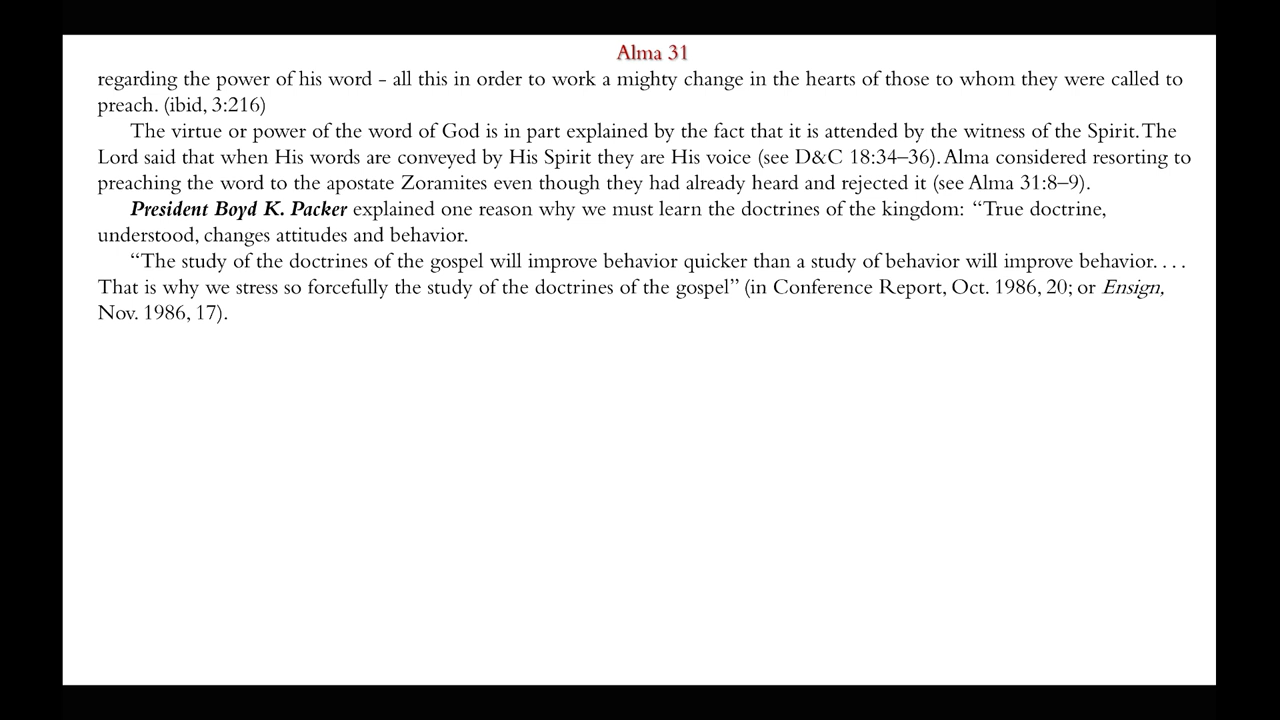 Alma 31
regarding the power of his word - all this in order to work a mighty change in the hearts of those to whom they were called to
preach. (ibid, 3:216)
The virtue or power of the word of God is in part explained by the fact that it is attended by the witness of the Spirit. The
Lord said that when His words are conveyed by His Spirit they are His voice (see D&C 18:34–36). Alma considered resorting to
preaching the word to the apostate Zoramites even though they had already heard and rejected it (see Alma 31:8–9).
President Boyd K. Packer explained one reason why we must learn the doctrines of the kingdom: “True doctrine,
understood, changes attitudes and behavior.
“The study of the doctrines of the gospel will improve behavior quicker than a study of behavior will improve behavior. . . .
That is why we stress so forcefully the study of the doctrines of the gospel” (in Conference Report, Oct. 1986, 20; or Ensign,
Nov. 1986, 17).